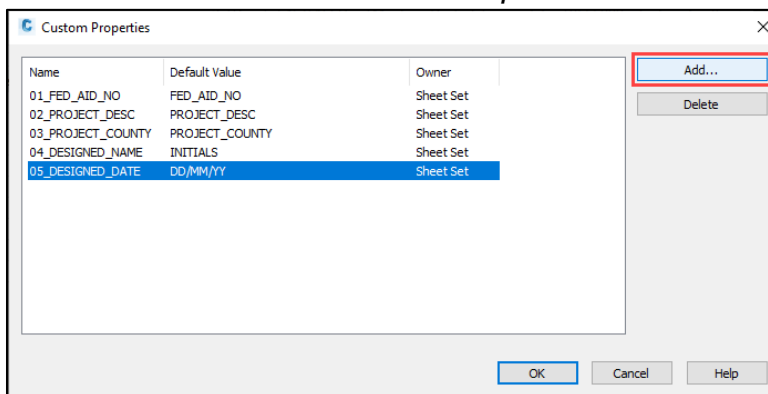 Custom Properties
Name Default Value Owner
01_FED_AID_NO FED_AID_NO Sheet Set
02_PROJECT_DESC PROJECT_DESC Sheet Set
03_PROJECT_COUNTY PROJECT_COUNTY Sheet Set
04_DESIGNED_NAME INITIALS Sheet Set
05_DESIGNED_DATE DD/MM/YY Sheet Set
Add...
Delete
OK Cancel Help